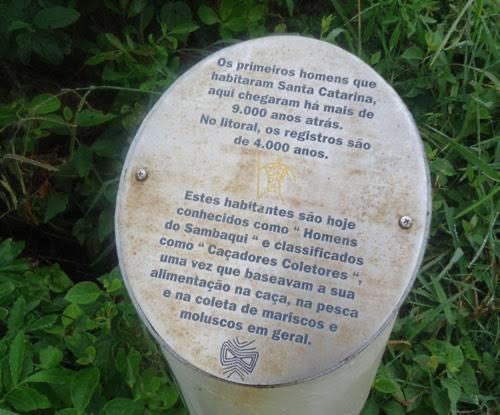 Os primeiros homens que
habitaram Santa Catarina,
aqui chegaram há mais de
9.000 anos atrás.
No litoral, os registros são
de 4.000 anos.
Estes habitantes são hoje
conhecidos como “ Homens
do Sambaqui “ e classificados
como “ Caçadores Coletores “,
uma vez que baseavam a sua
alimentação na caça, na pesca
e na coleta de mariscos e
moluscos em geral.